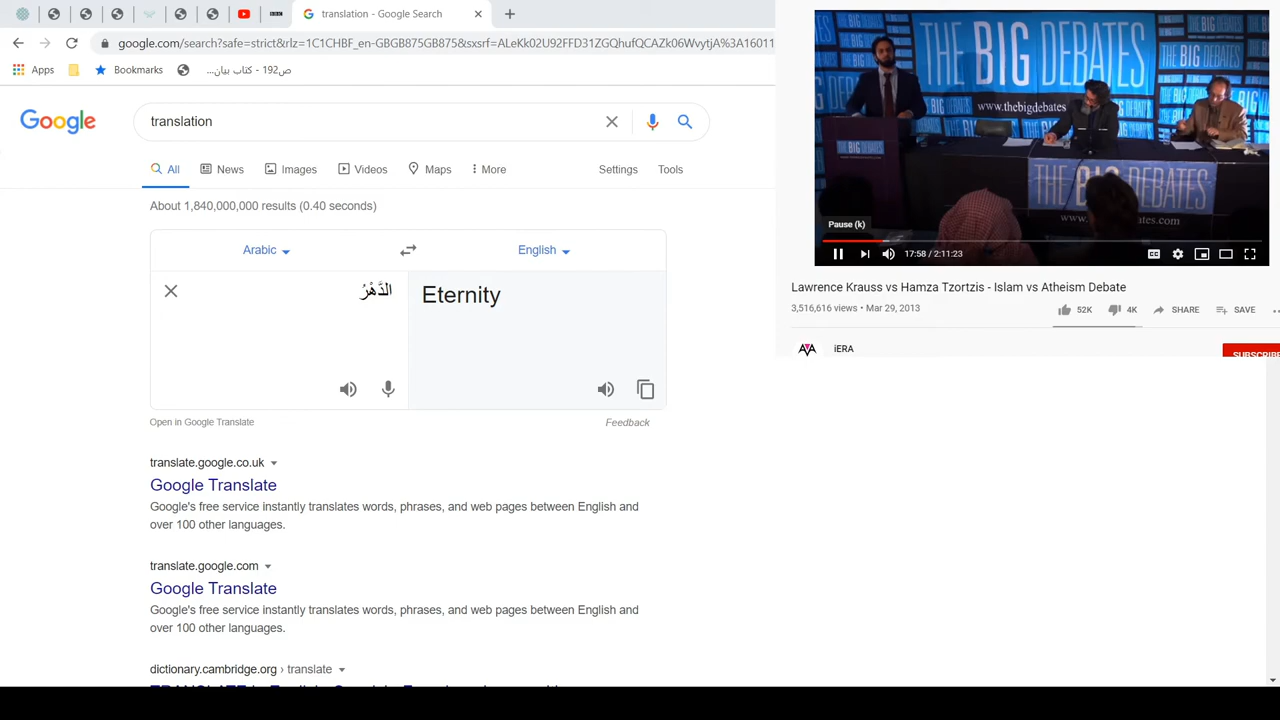 translation - Google Search
google.com/search?safe=strict&rlz=1C1CHBF_en-GBGB875GB875&sxsrf=
Apps
Bookmarks
ص192 - كتاب بيان...
Google
translation
All
News
Images
Videos
Maps
More
Settings
Tools
About 1,840,000,000 results (0.40 seconds)
Arabic
English
الدَّهْرُ
Eternity
Open in Google Translate
Feedback
translate.google.co.uk
Google Translate
Google's free service instantly translates words, phrases, and web pages between English and
over 100 other languages.
translate.google.com
Google Translate
Google's free service instantly translates words, phrases, and web pages between English and
over 100 other languages.
dictionary.cambridge.org › translate
THE BIG DEBATES
www.thebigdebates
THE BIG DEBATES
THE BIG DEBATES
Pause (k)
17:58 / 2:11:23
Lawrence Krauss vs Hamza Tzortzis - Islam vs Atheism Debate
3,516,616 views • Mar 29, 2013
52K
4K
SHARE
SAVE
iERA
SUBSCRIBE